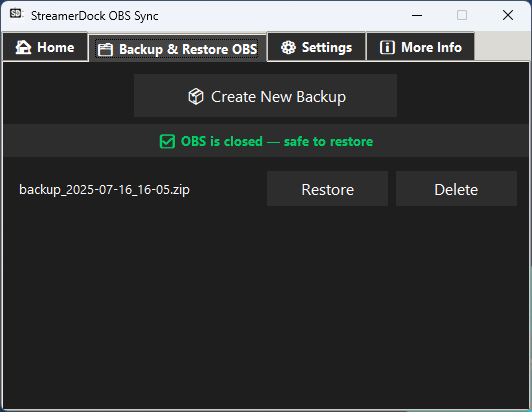 SD StreamerDock OBS Sync
Home Backup & Restore OBS Settings More Info
Create New Backup
OBS is closed — safe to restore
backup_2025-07-16_16-05.zip Restore Delete